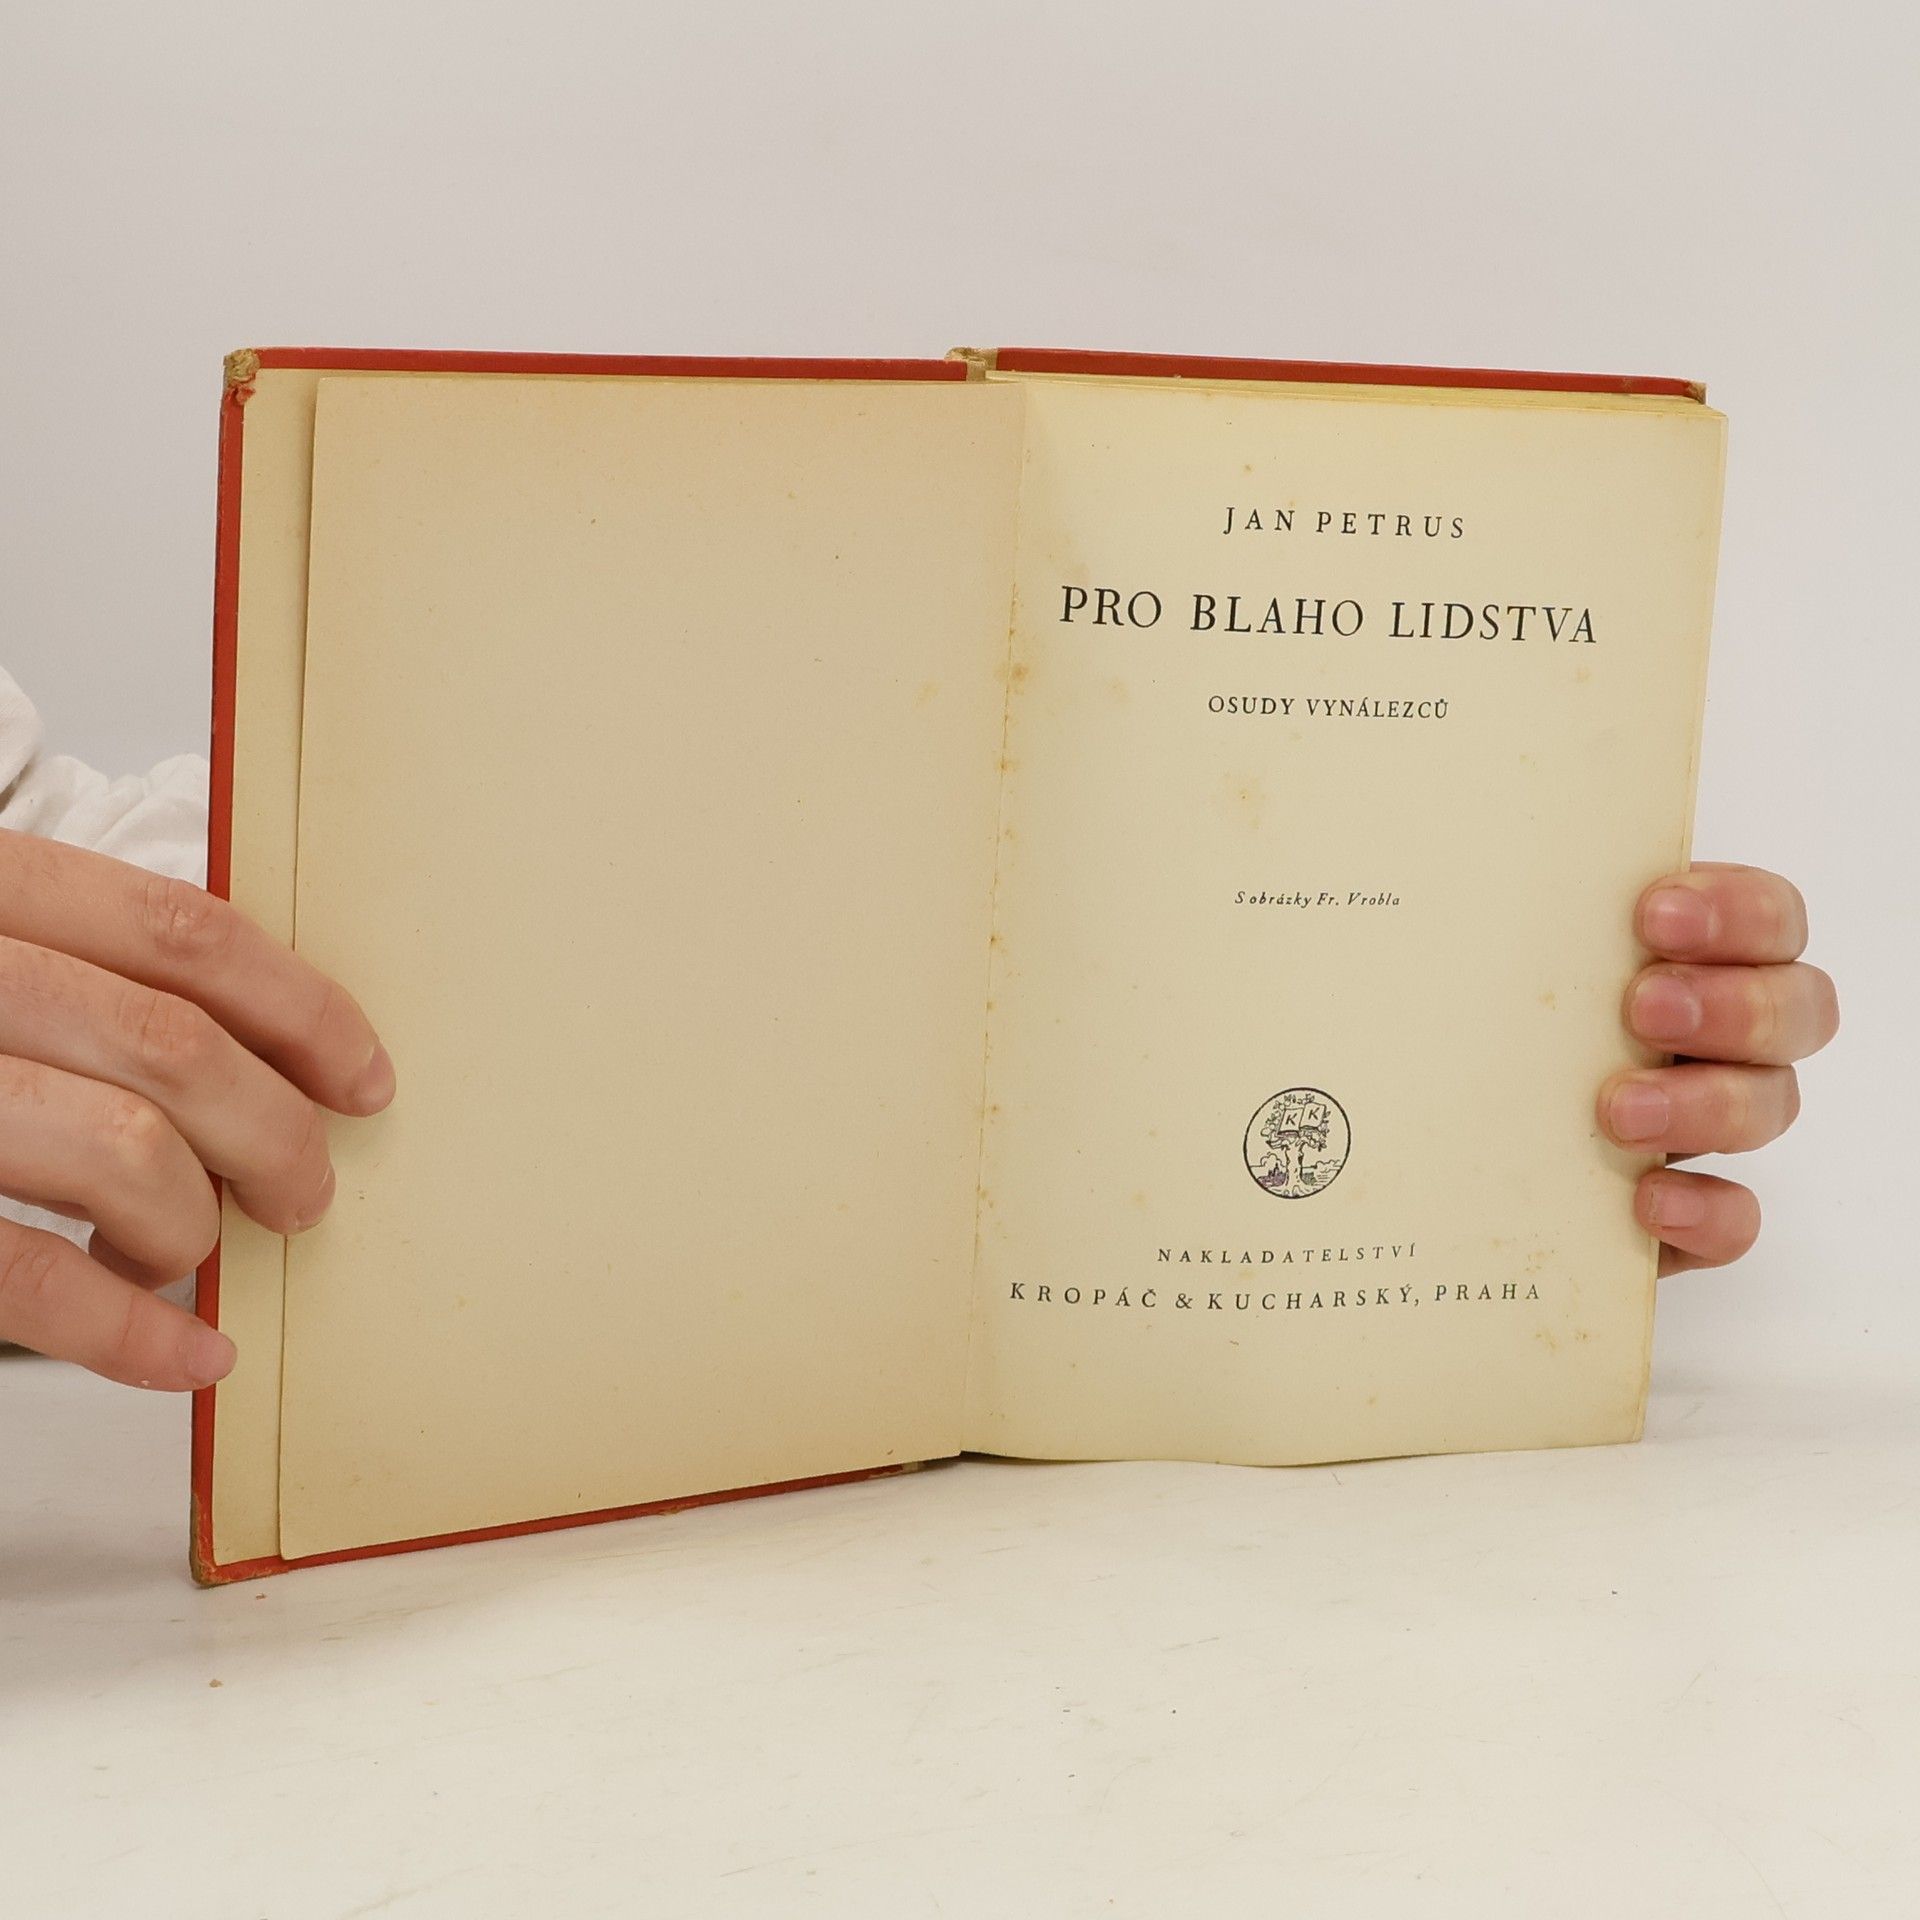 JAN PETRUS
PRO BLAHO LIDSTVA
OSUDY VYNÁLEZCŮ
S obrázky Fr. Vrobla
K K
NAKLADATELSTVÍ
KROPÁČ & KUCHARSKÝ, PRAHA